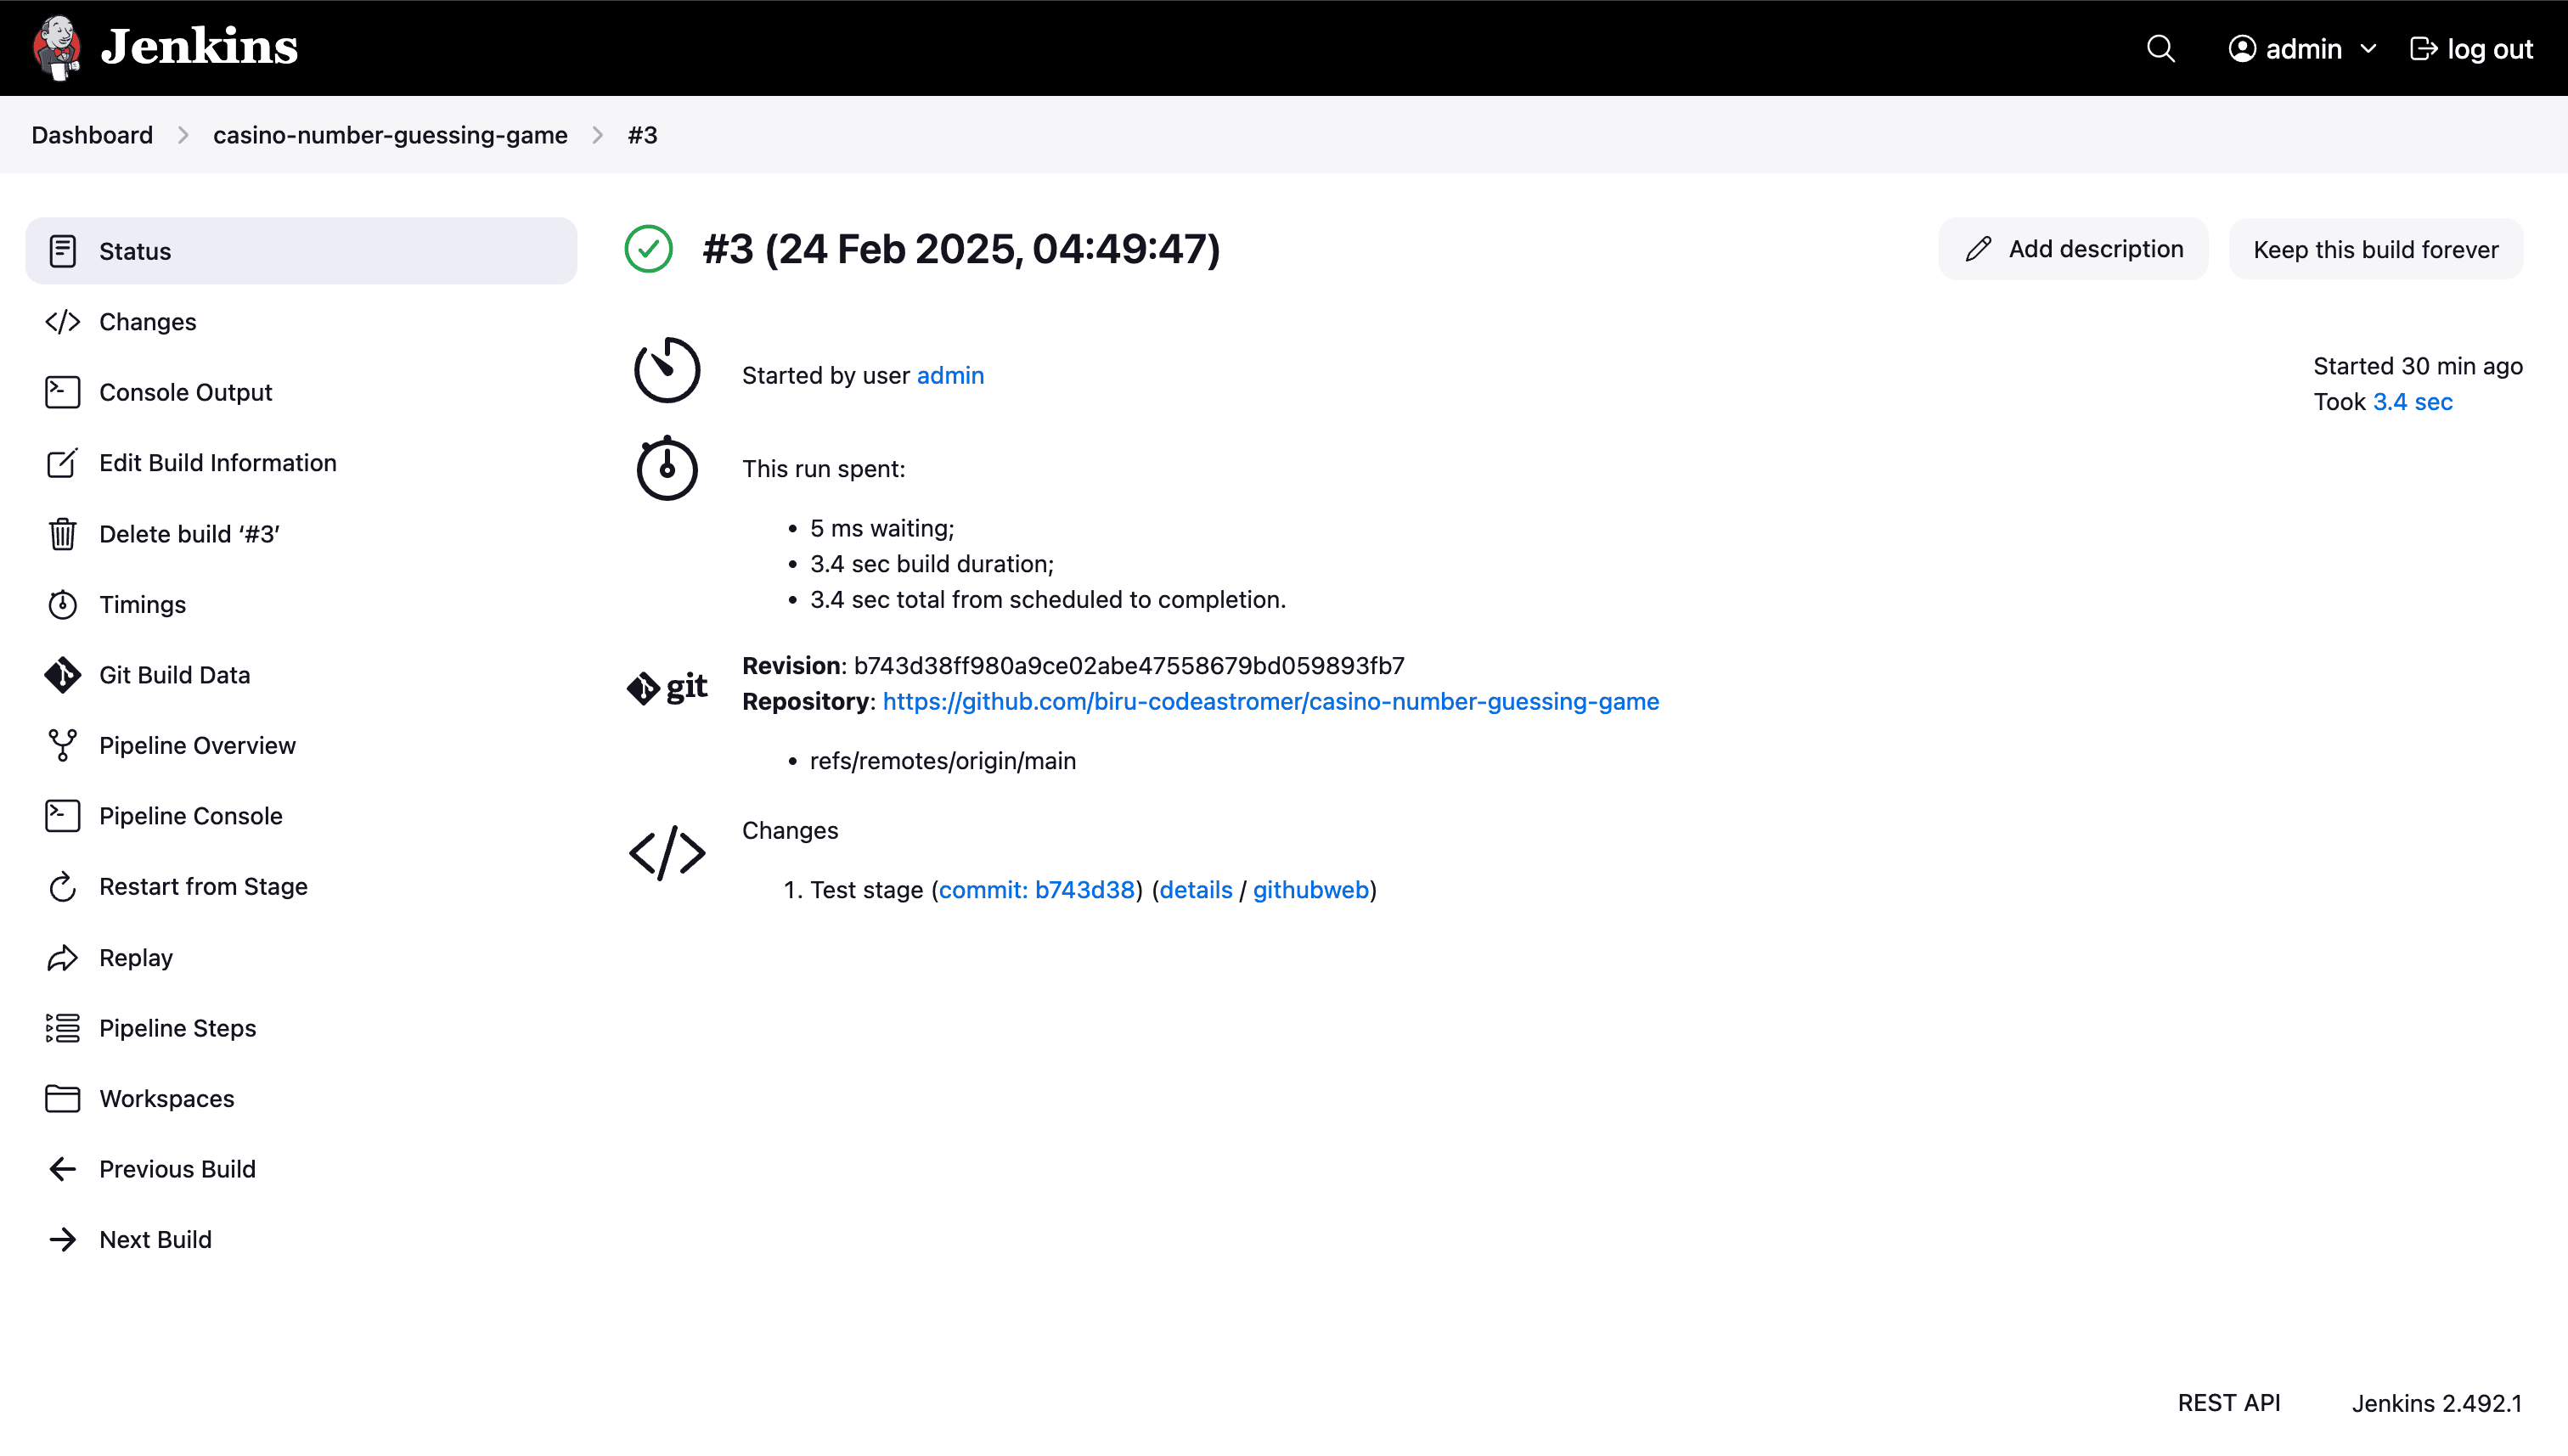 Jenkins
admin
log out
Dashboard > casino-number-guessing-game > #3
Status
Changes
Console Output
Edit Build Information
Delete build ‘#3’
Timings
Git Build Data
Pipeline Overview
Pipeline Console
Restart from Stage
Replay
Pipeline Steps
Workspaces
Previous Build
Next Build
#3 (24 Feb 2025, 04:49:47)
Add description
Keep this build forever
Started by user admin
Started 30 min ago
Took 3.4 sec
This run spent:
• 5 ms waiting;
• 3.4 sec build duration;
• 3.4 sec total from scheduled to completion.
git
Revision: b743d38ff980a9ce02abe47558679bd059893fb7
Repository: https://github.com/biru-codeastromer/casino-number-guessing-game
• refs/remotes/origin/main
Changes
1. Test stage (commit: b743d38) (details / githubweb)
REST API
Jenkins 2.492.1